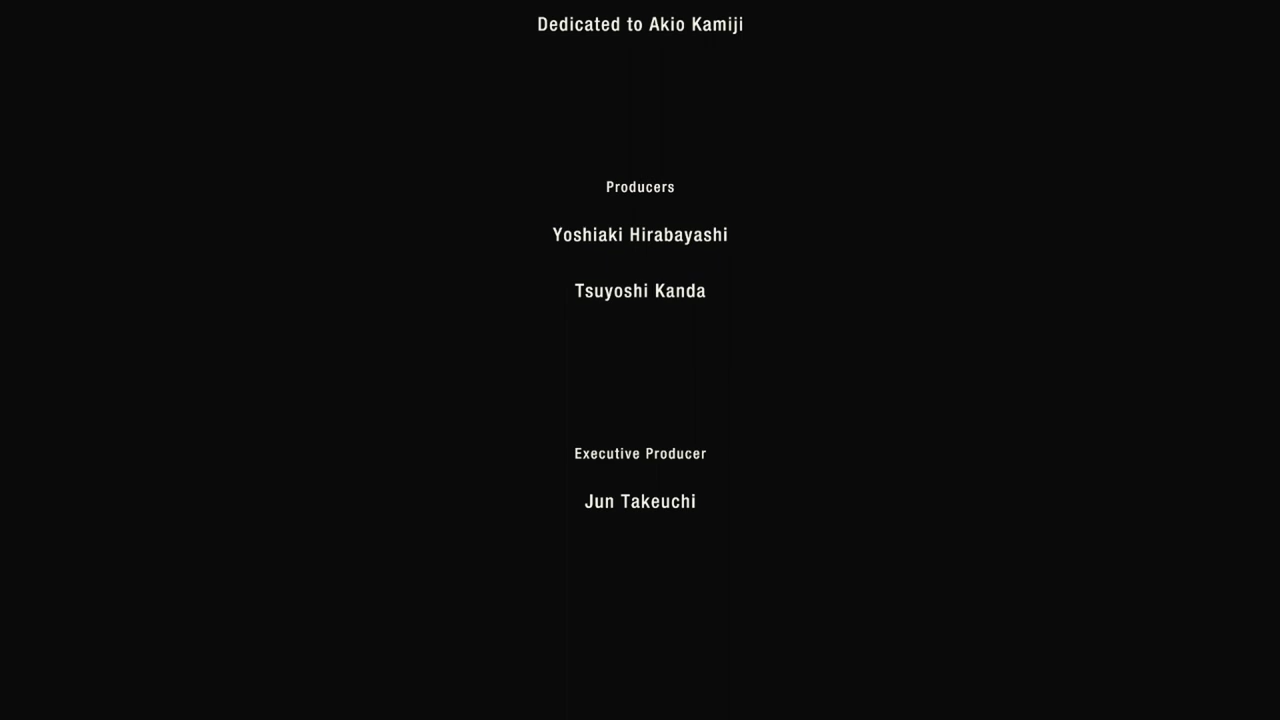 Dedicated to Akio Kamiji
Producers
Yoshiaki Hirabayashi
Tsuyoshi Kanda
Executive Producer
Jun Takeuchi